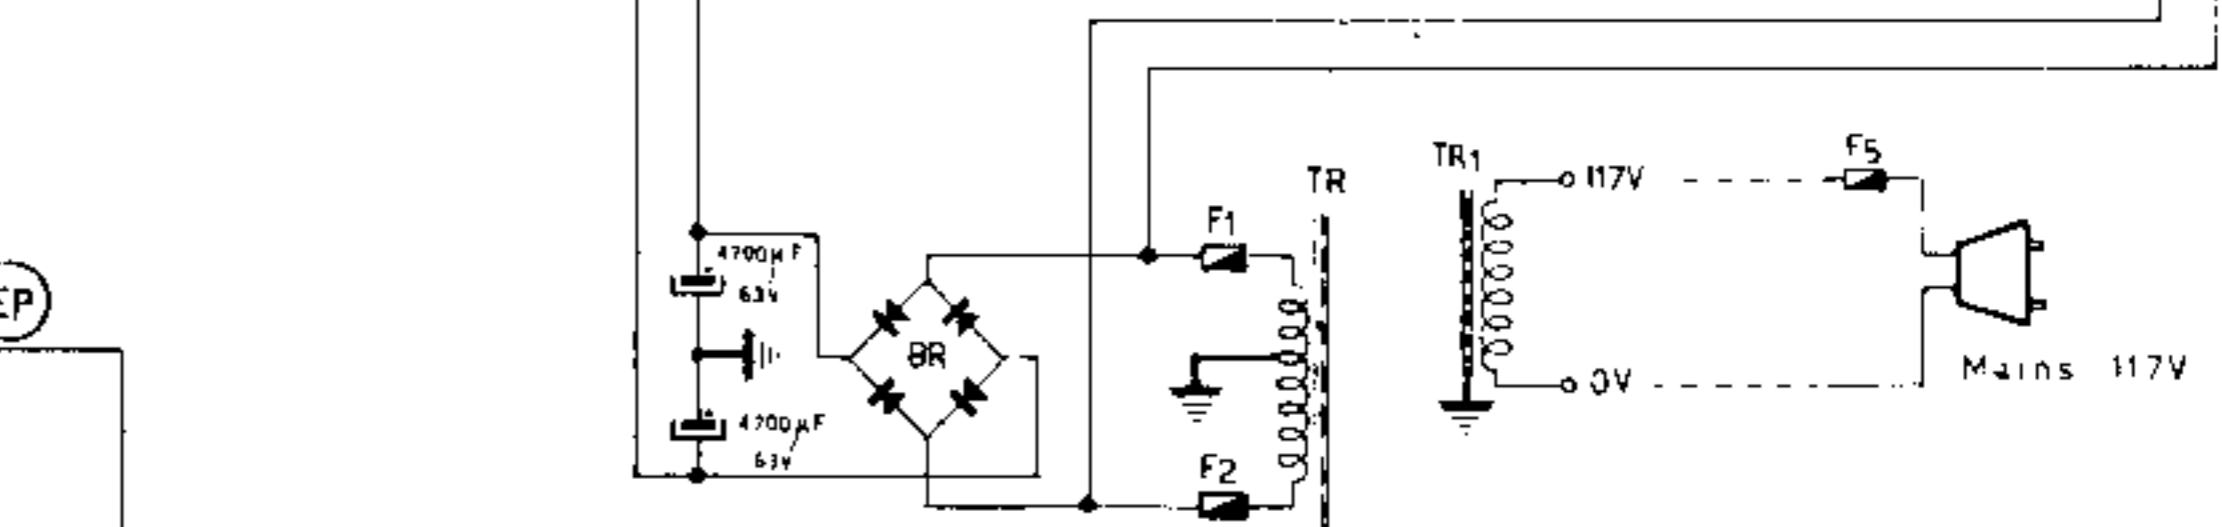 F5
TR1
117V
TR
F1
4700µF
63V
EP
BR
Mains 117V
0V
4700µF
63V
F2